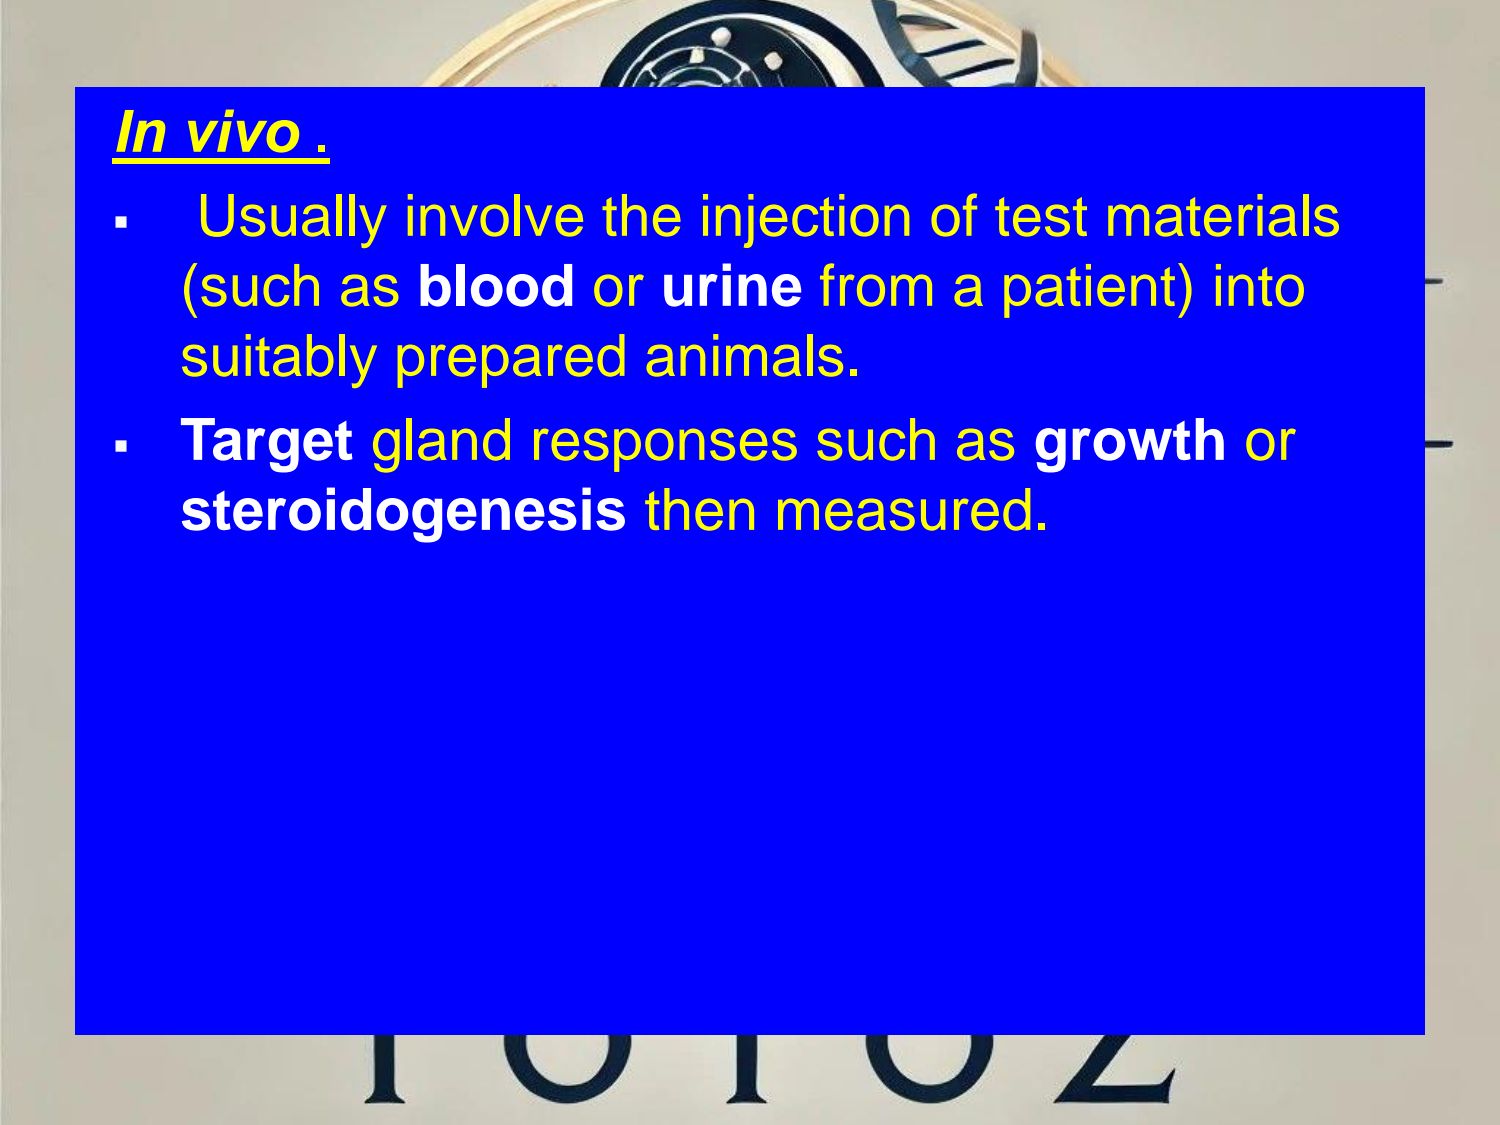 In vivo .
▪ Usually involve the injection of test materials
(such as blood or urine from a patient) into
suitably prepared animals.
▪ Target gland responses such as growth or
steroidogenesis then measured.